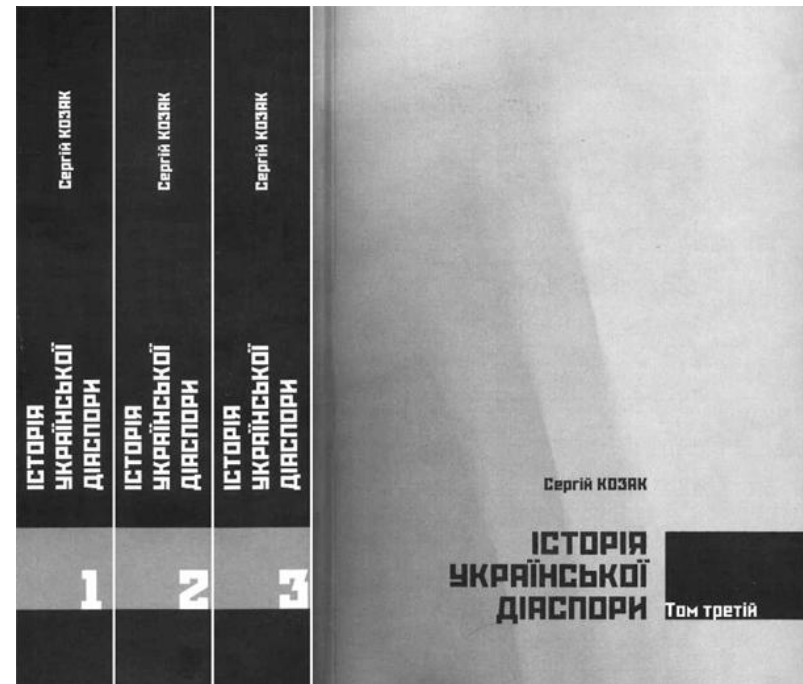 Сергій КОЗАК
ІСТОРІЯ
УКРАЇНСЬКОЇ
ДІАСПОРИ
1
Сергій КОЗАК
ІСТОРІЯ
УКРАЇНСЬКОЇ
ДІАСПОРИ
2
Сергій КОЗАК
ІСТОРІЯ
УКРАЇНСЬКОЇ
ДІАСПОРИ
3
Сергій КОЗАК
ІСТОРІЯ
УКРАЇНСЬКОЇ
ДІАСПОРИ
Том третій